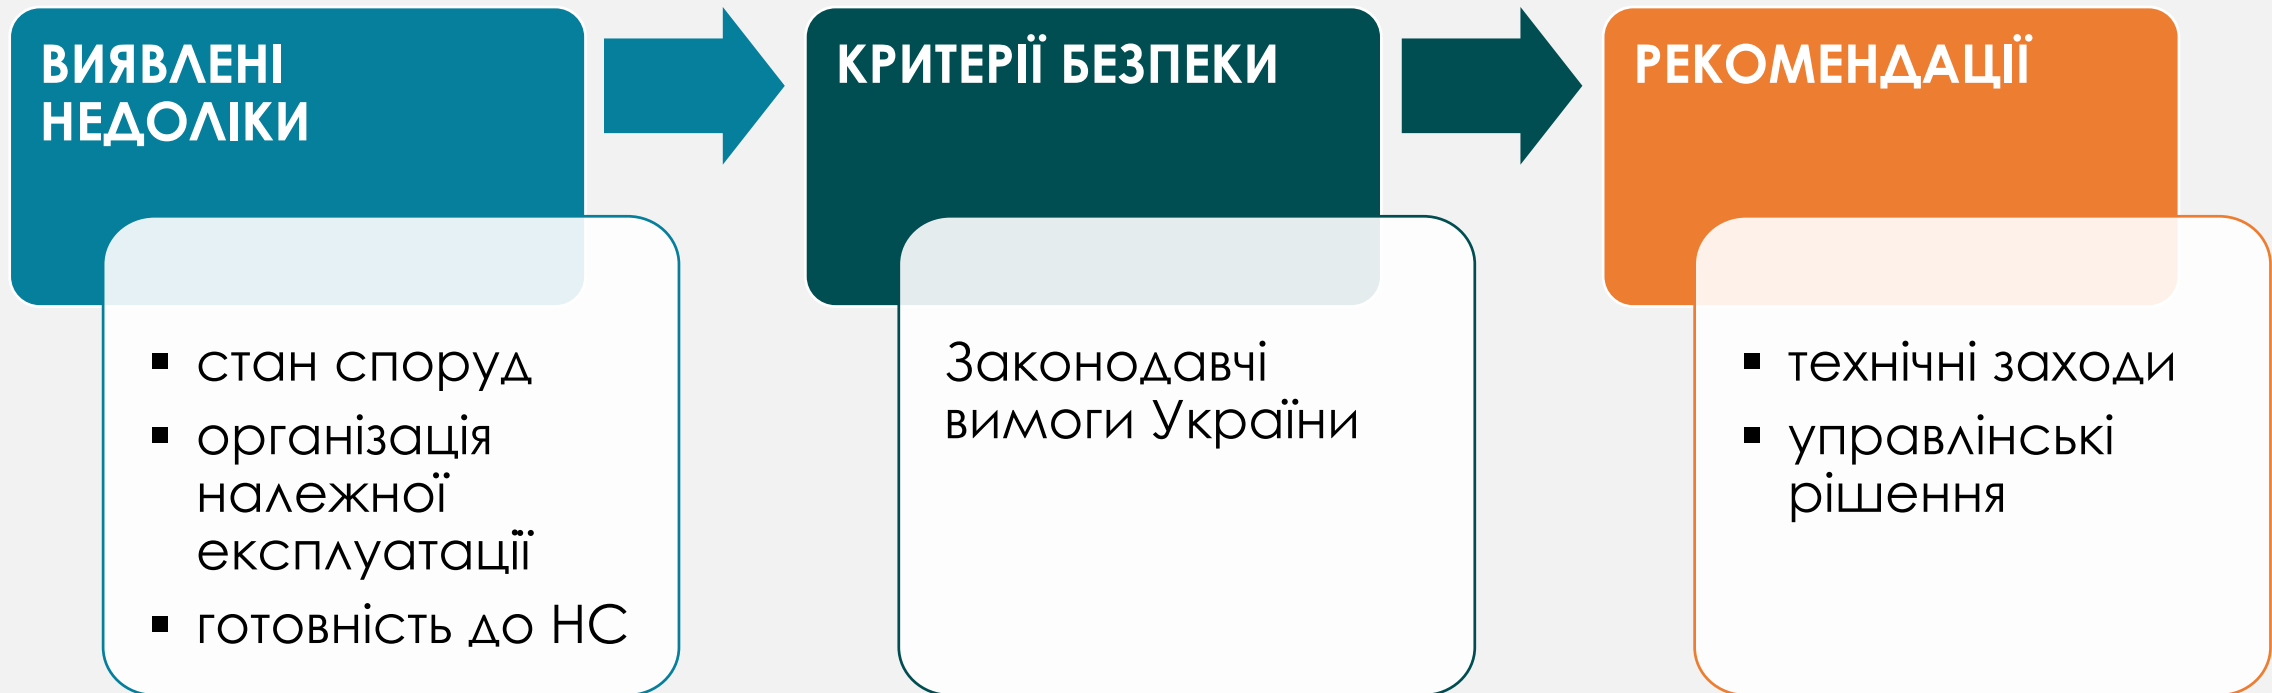 ВИЯВЛЕНІ
НЕДОЛІКИ
▪ стан споруд
▪ організація
належної
експлуатації
▪ готовність до НС
КРИТЕРІЇ БЕЗПЕКИ
Законодавчі
вимоги України
РЕКОМЕНДАЦІЇ
▪ технічні заходи
▪ управлінські
рішення